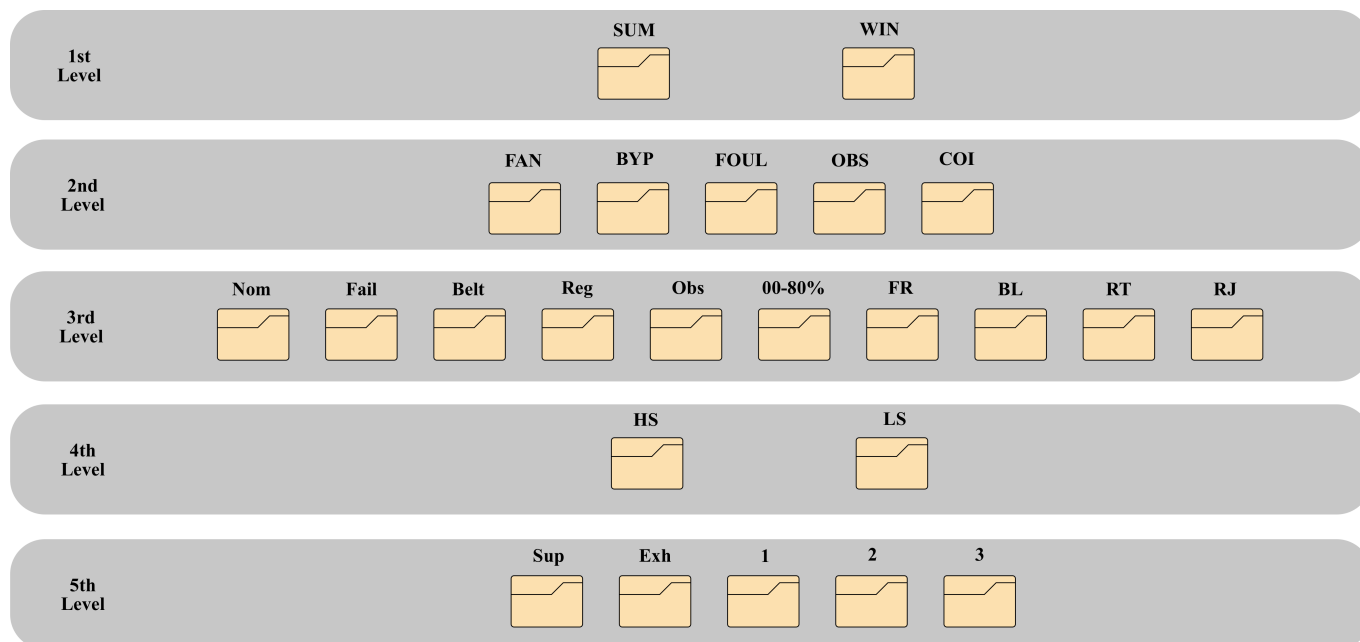 SUM WIN
1st
Level
FAN BYP FOUL OBS COI
2nd
Level
Nom Fail Belt Reg Obs 00-80% FR BL RT RJ
3rd
Level
HS LS
4th
Level
Sup Exh 1 2 3
5th
Level